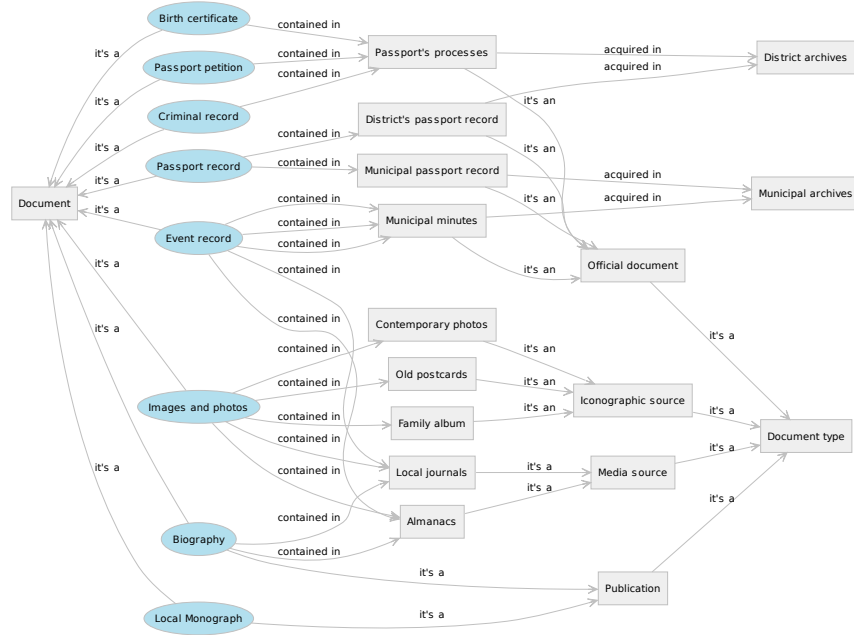 Birth certificate
contained in
it's a
Passport's processes
acquired in
District archives
Passport petition
contained in
it's a
contained in
acquired in
Criminal record
it's a
it's an
contained in
District's passport record
Passport record
it's a
contained in
it's an
Municipal passport record
acquired in
Municipal archives
Document
it's a
contained in
it's an
acquired in
Event record
contained in
Municipal minutes
contained in
it's a
contained in
it's an
Official document
contained in
Contemporary photos
it's a
contained in
it's an
it's a
contained in
Old postcards
it's an
Iconographic source
Images and photos
contained in
Family album
it's an
it's a
contained in
Local journals
it's a
Media source
it's a
Document type
it's a
contained in
it's a
it's a
contained in
Almanacs
Biography
contained in
it's a
Publication
Local Monograph
it's a